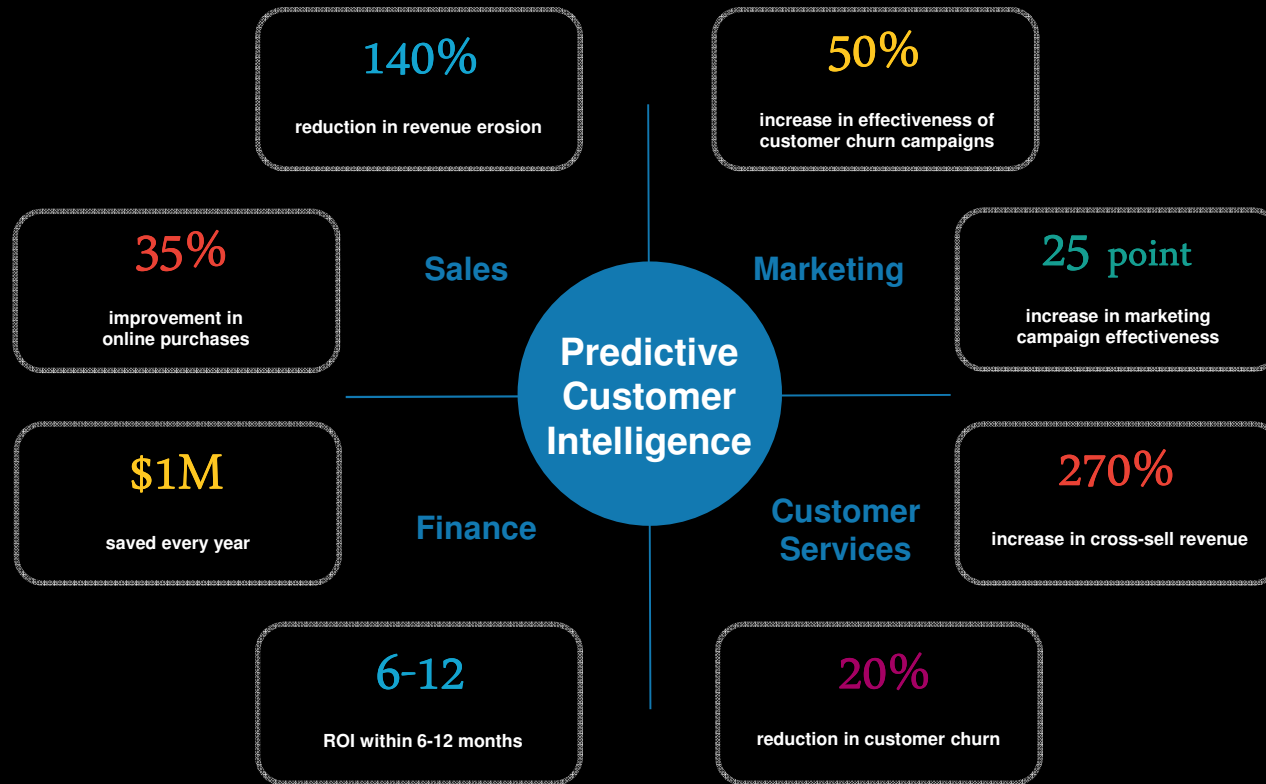 140%
reduction in revenue erosion
50%
increase in effectiveness of
customer churn campaigns
35%
improvement in
online purchases
Sales
Marketing
25 point
increase in marketing
campaign effectiveness
Predictive
Customer
Intelligence
$1M
saved every year
Finance
Customer
Services
270%
increase in cross-sell revenue
6-12
ROI within 6-12 months
20%
reduction in customer churn